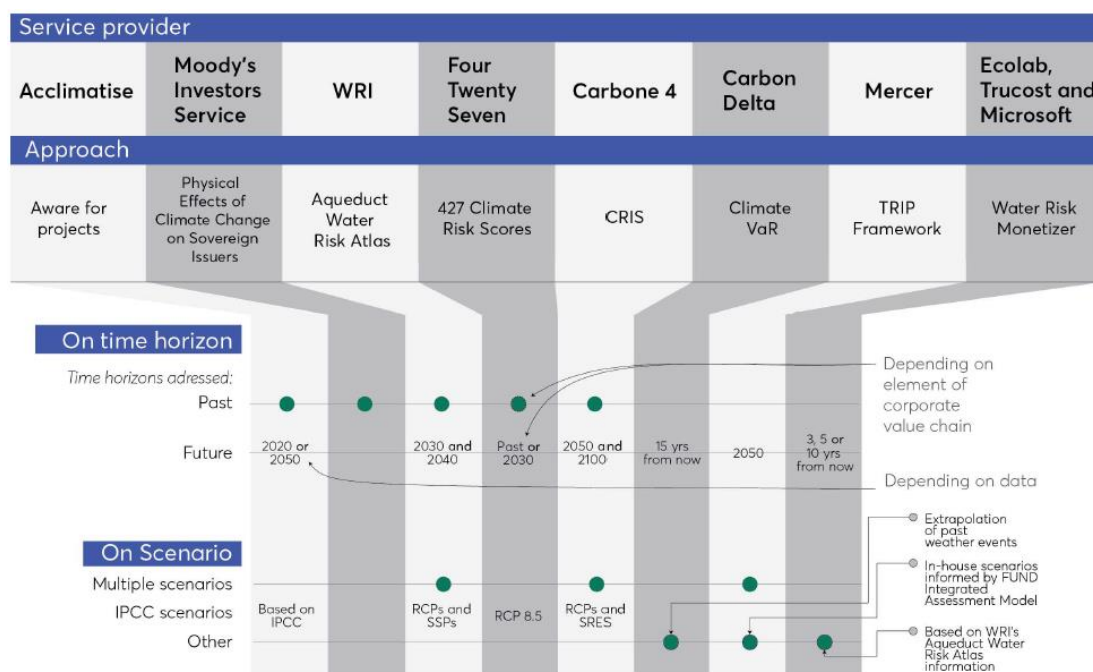 Service provider
Acclimatise
Moody's
Investors
Service
WRI
Four
Twenty
Seven
Carbone 4
Carbon
Delta
Mercer
Ecolab,
Trucost and
Microsoft
Approach
Aware for
projects
Physical
Effects of
Climate Change
on Sovereign
Issuers
Aqueduct
Water
Risk Atlas
427 Climate
Risk Scores
CRIS
Climate
VaR
TRIP
Framework
Water Risk
Monetizer
On time horizon
Time horizons adressed:
Past
Future
2020 or
2050
2030 and
2040
Past or
2030
2050 and
2100
15 yrs
from now
2050
3, 5 or
10 yrs
from now
Depending on
element of
corporate
value chain
Depending on data
On Scenario
Multiple scenarios
IPCC scenarios
Based on
IPCC
RCPs and
SSPs
RCP 8.5
RCPs and
SRES
Other
Extrapolation
of past
weather events
In-house scenarios
informed by FUND
Integrated
Assessment Model
Based on WRI's
Aqueduct Water
Risk Atlas
information